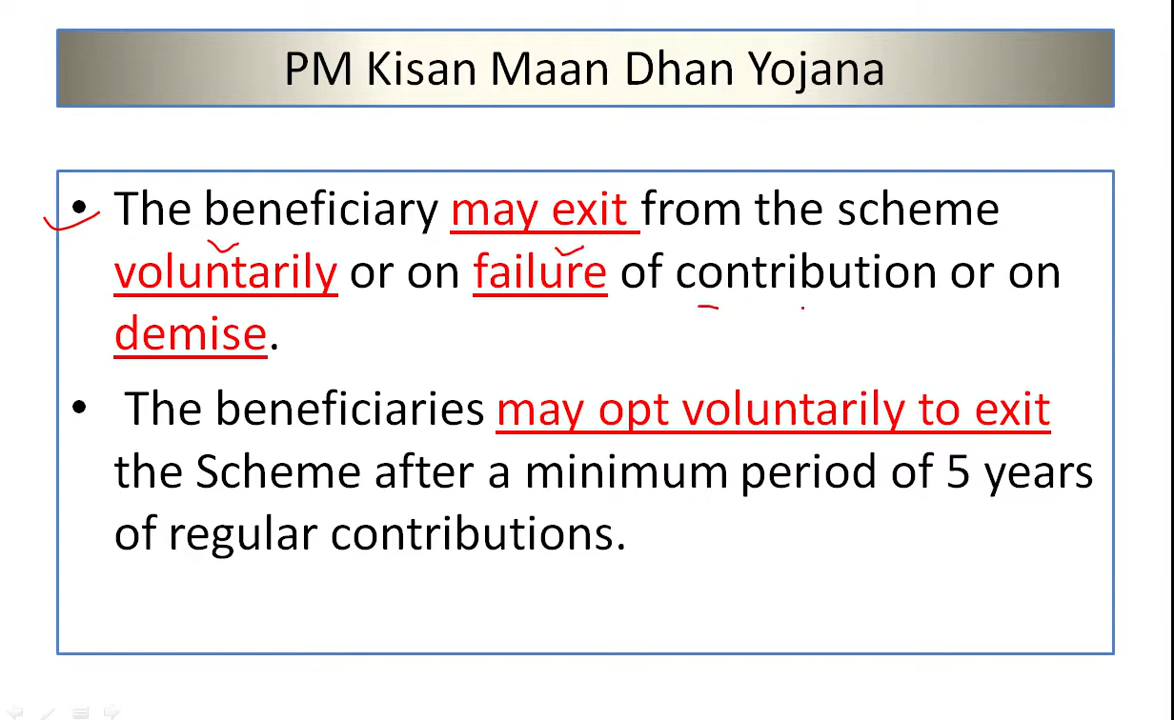 PM Kisan Maan Dhan Yojana
• The beneficiary may exit from the scheme
voluntarily or on failure of contribution or on
demise.
• The beneficiaries may opt voluntarily to exit
the Scheme after a minimum period of 5 years
of regular contributions.